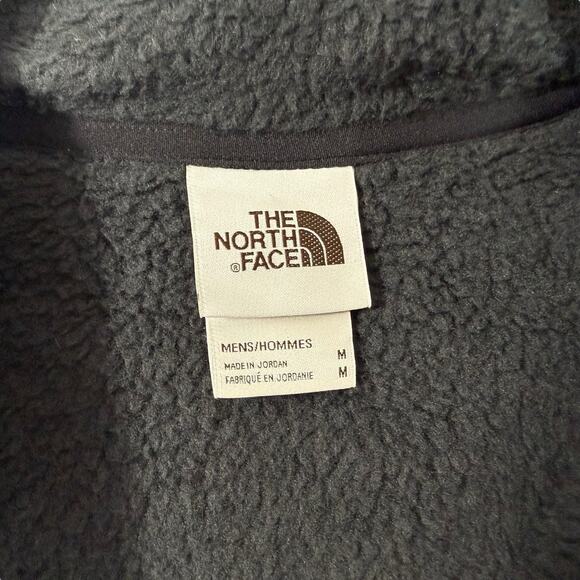 THE
NORTH
® FACE
MENS/HOMMES
MADE IN JORDAN M
FABRIQUÉ EN JORDANIE M